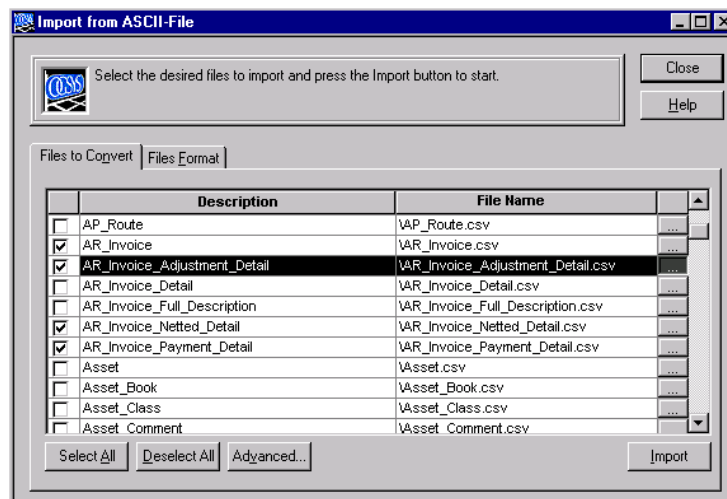 Import from ASCII-File
Select the desired files to import and press the Import button to start.
Close
Help
Files to Convert Files Format
Description File Name
AP_Route \AP_Route.csv ...
AR_Invoice \AR_Invoice.csv ...
AR_Invoice_Adjustment_Detail \AR_Invoice_Adjustment_Detail.csv ...
AR_Invoice_Detail \AR_Invoice_Detail.csv ...
AR_Invoice_Full_Description \AR_Invoice_Full_Description.csv ...
AR_Invoice_Netted_Detail \AR_Invoice_Netted_Detail.csv ...
AR_Invoice_Payment_Detail \AR_Invoice_Payment_Detail.csv ...
Asset \Asset.csv ...
Asset_Book \Asset_Book.csv ...
Asset_Class \Asset_Class.csv ...
Asset_Comment \Asset_Comment.csv
Select All Deselect All Advanced... Import